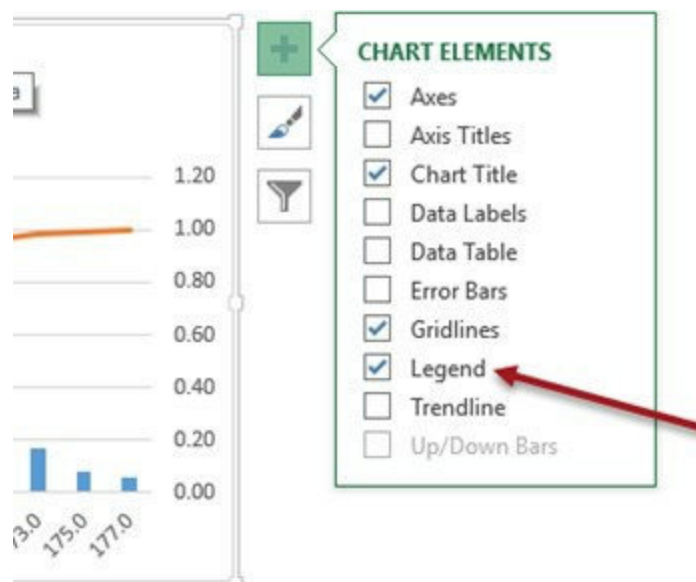 CHART ELEMENTS
Axes
Axis Titles
Chart Title
Data Labels
Data Table
Error Bars
Gridlines
Legend
Trendline
Up/Down Bars
1.20
1.00
0.80
0.60
0.40
0.20
0.00
175.0
177.0